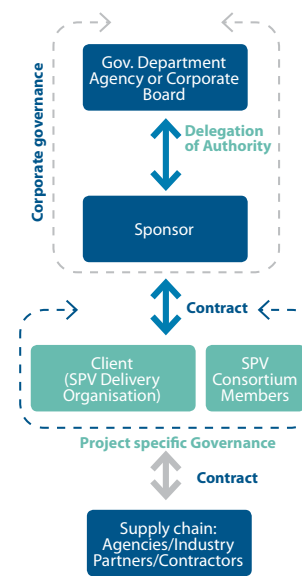 Corporate governance
Gov. Department
Agency or Corporate
Board
Delegation
of Authority
Sponsor
Contract
Client
(SPV Delivery
Organisation)
SPV
Consortium
Members
Project specific Governance
Contract
Supply chain:
Agencies/Industry
Partners/Contractors